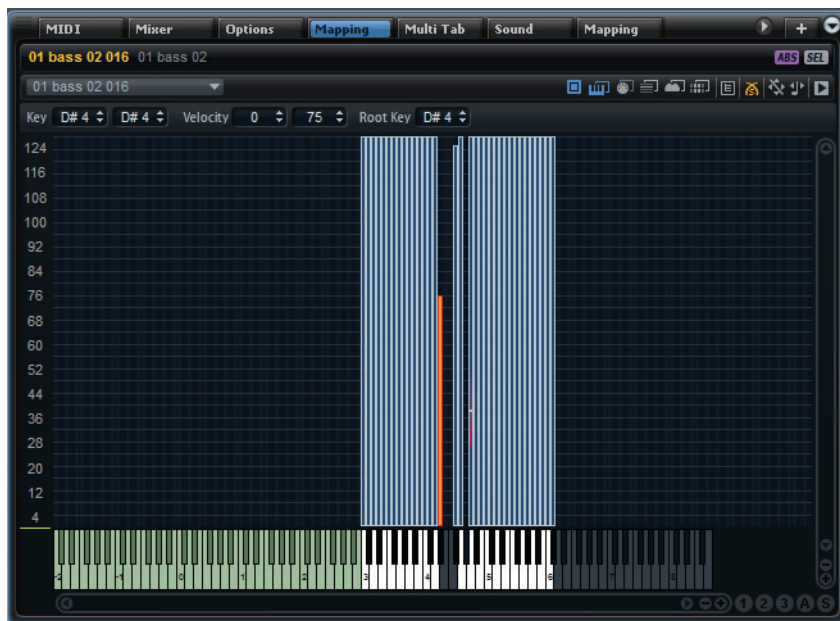 MIDI Mixer Options Mapping Multi Tab Sound Mapping +
01 bass 02 016 01 bass 02 ABS SEL
01 bass 02 016 E
Key D# 4 D# 4 Velocity 0 75 Root Key D# 4
124
116
108
100
92
84
76
68
60
52
44
36
28
20
12
4
-2 -1 0 1 2 3 4 5 6 7 8
1 2 3 A S